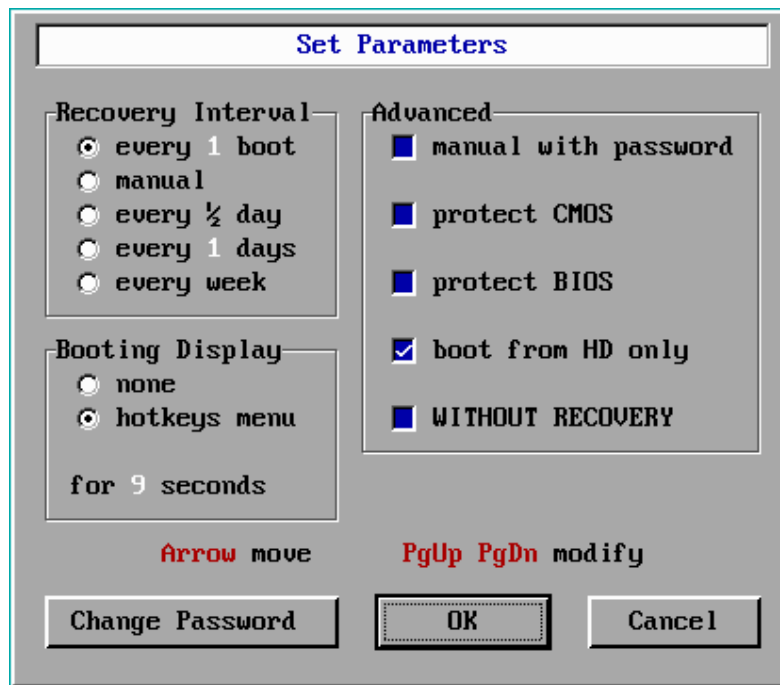 Set Parameters
Recovery Interval
every 1 boot
manual
every ½ day
every 1 days
every week
Booting Display
none
hotkeys menu
for 9 seconds
Advanced
manual with password
protect CMOS
protect BIOS
boot from HD only
WITHOUT RECOVERY
Arrow move PgUp PgDn modify
Change Password OK Cancel